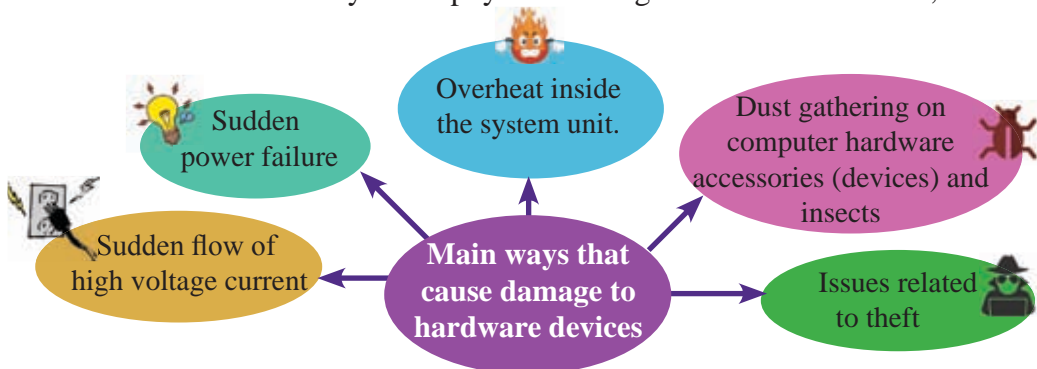 Overheat inside
the system unit.
Sudden
power failure
Dust gathering on
computer hardware
accessories (devices) and
insects
Sudden flow of
high voltage current
Main ways that
cause damage to
hardware devices
Issues related
to theft